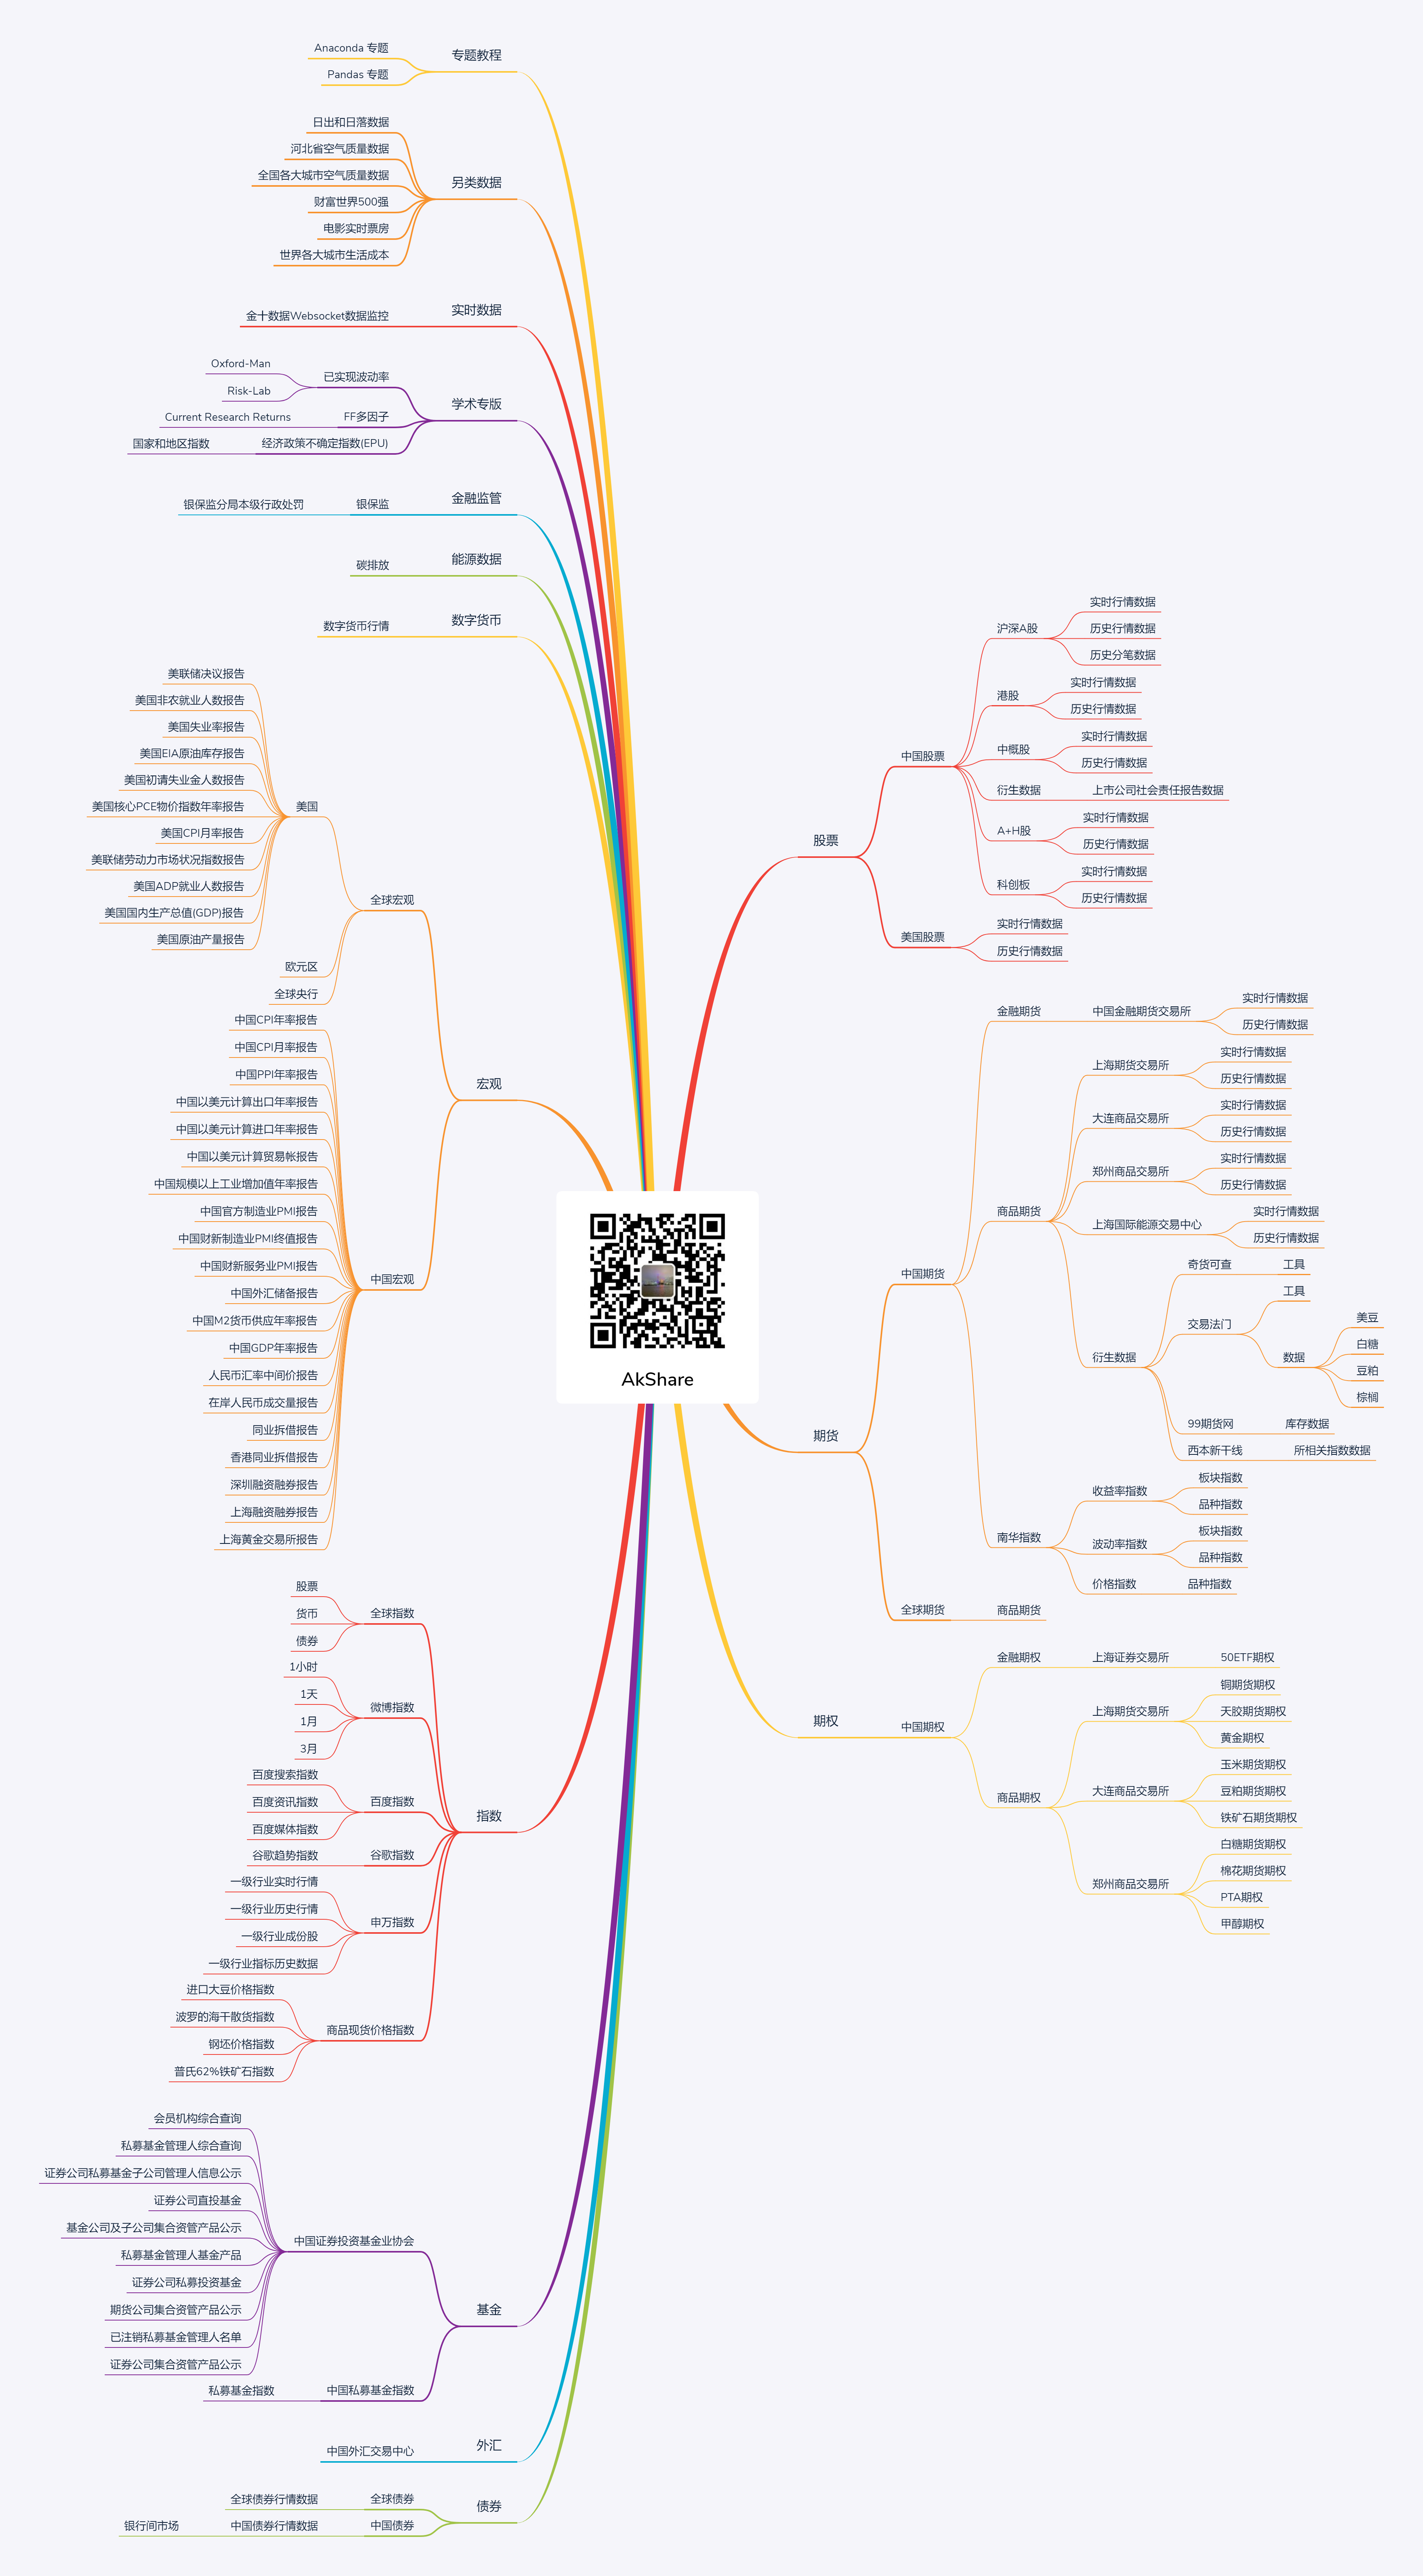 专题教程
Anaconda 专题
Pandas 专题
另类数据
日出和日落数据
河北省空气质量数据
全国各大城市空气质量数据
财富世界500强
电影实时票房
世界各大城市生活成本
实时数据
金十数据Websocket数据监控
学术专版
已实现波动率
Oxford-Man
Risk-Lab
FF多因子
Current Research Returns
经济政策不确定指数(EPU)
国家和地区指数
金融监管
银保监
银保监分局本级行政处罚
能源数据
碳排放
数字货币
数字货币行情
宏观
全球宏观
美国
美联储决议报告
美国非农就业人数报告
美国失业率报告
美国EIA原油库存报告
美国初请失业金人数报告
美国核心PCE物价指数年率报告
美国CPI月率报告
美联储劳动力市场状况指数报告
美国ADP就业人数报告
美国国内生产总值(GDP)报告
美国原油产量报告
欧元区
全球央行
中国宏观
中国CPI年率报告
中国CPI月率报告
中国PPI年率报告
中国以美元计算出口年率报告
中国以美元计算进口年率报告
中国以美元计算贸易帐报告
中国规模以上工业增加值年率报告
中国官方制造业PMI报告
中国财新制造业PMI终值报告
中国财新服务业PMI报告
中国外汇储备报告
中国M2货币供应年率报告
中国GDP年率报告
人民币汇率中间价报告
在岸人民币成交量报告
同业拆借报告
香港同业拆借报告
深圳融资融券报告
上海融资融券报告
上海黄金交易所报告
指数
全球指数
股票
货币
债券
微博指数
1小时
1天
1月
3月
百度指数
百度搜索指数
百度资讯指数
百度媒体指数
谷歌指数
谷歌趋势指数
申万指数
一级行业实时行情
一级行业历史行情
一级行业成份股
一级行业指标历史数据
商品现货价格指数
进口大豆价格指数
波罗的海干散货指数
钢坯价格指数
普氏62%铁矿石指数
基金
中国证券投资基金业协会
会员机构综合查询
私募基金管理人综合查询
证券公司私募基金子公司管理人信息公示
证券公司直投基金
基金公司及子公司集合资管产品公示
私募基金管理人基金产品
证券公司私募投资基金
期货公司集合资管产品公示
已注销私募基金管理人名单
证券公司集合资管产品公示
中国私募基金指数
私募基金指数
外汇
中国外汇交易中心
债券
全球债券
全球债券行情数据
中国债券
中国债券行情数据
银行间市场
AkShare
股票
中国股票
沪深A股
实时行情数据
历史行情数据
历史分笔数据
港股
实时行情数据
历史行情数据
中概股
实时行情数据
历史行情数据
衍生数据
上市公司社会责任报告数据
A+H股
实时行情数据
历史行情数据
科创板
实时行情数据
历史行情数据
美国股票
实时行情数据
历史行情数据
期货
中国期货
金融期货
中国金融期货交易所
实时行情数据
历史行情数据
商品期货
上海期货交易所
实时行情数据
历史行情数据
大连商品交易所
实时行情数据
历史行情数据
郑州商品交易所
实时行情数据
历史行情数据
上海国际能源交易中心
实时行情数据
历史行情数据
衍生数据
奇货可查
工具
交易法门
工具
数据
美豆
白糖
豆粕
棕榈
99期货网
库存数据
西本新干线
所相关指数数据
南华指数
收益率指数
板块指数
品种指数
波动率指数
板块指数
品种指数
价格指数
品种指数
全球期货
商品期货
期权
中国期权
金融期权
上海证券交易所
50ETF期权
商品期权
上海期货交易所
铜期货期权
天胶期货期权
黄金期权
大连商品交易所
玉米期货期权
豆粕期货期权
铁矿石期货期权
郑州商品交易所
白糖期货期权
棉花期货期权
PTA期权
甲醇期权